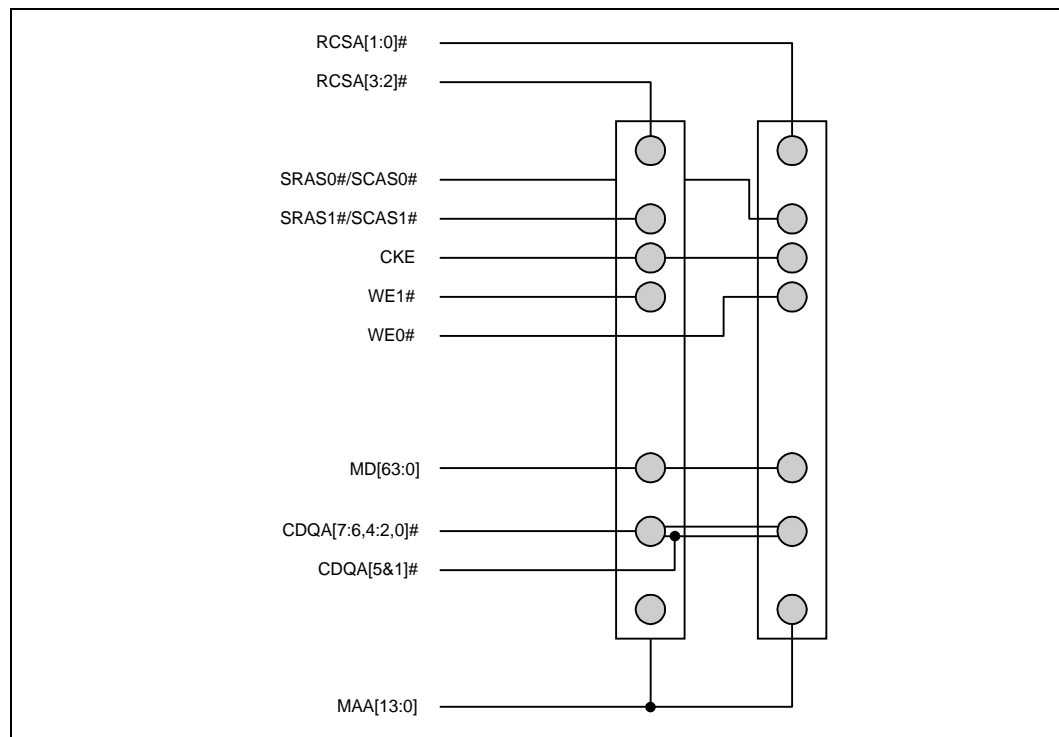 RCSA[1:0]#
RCSA[3:2]#
SRAS0#/SCAS0#
SRAS1#/SCAS1#
CKE
WE1#
WE0#
MD[63:0]
CDQA[7:6,4:2,0]#
CDQA[5&1]#
MAA[13:0]